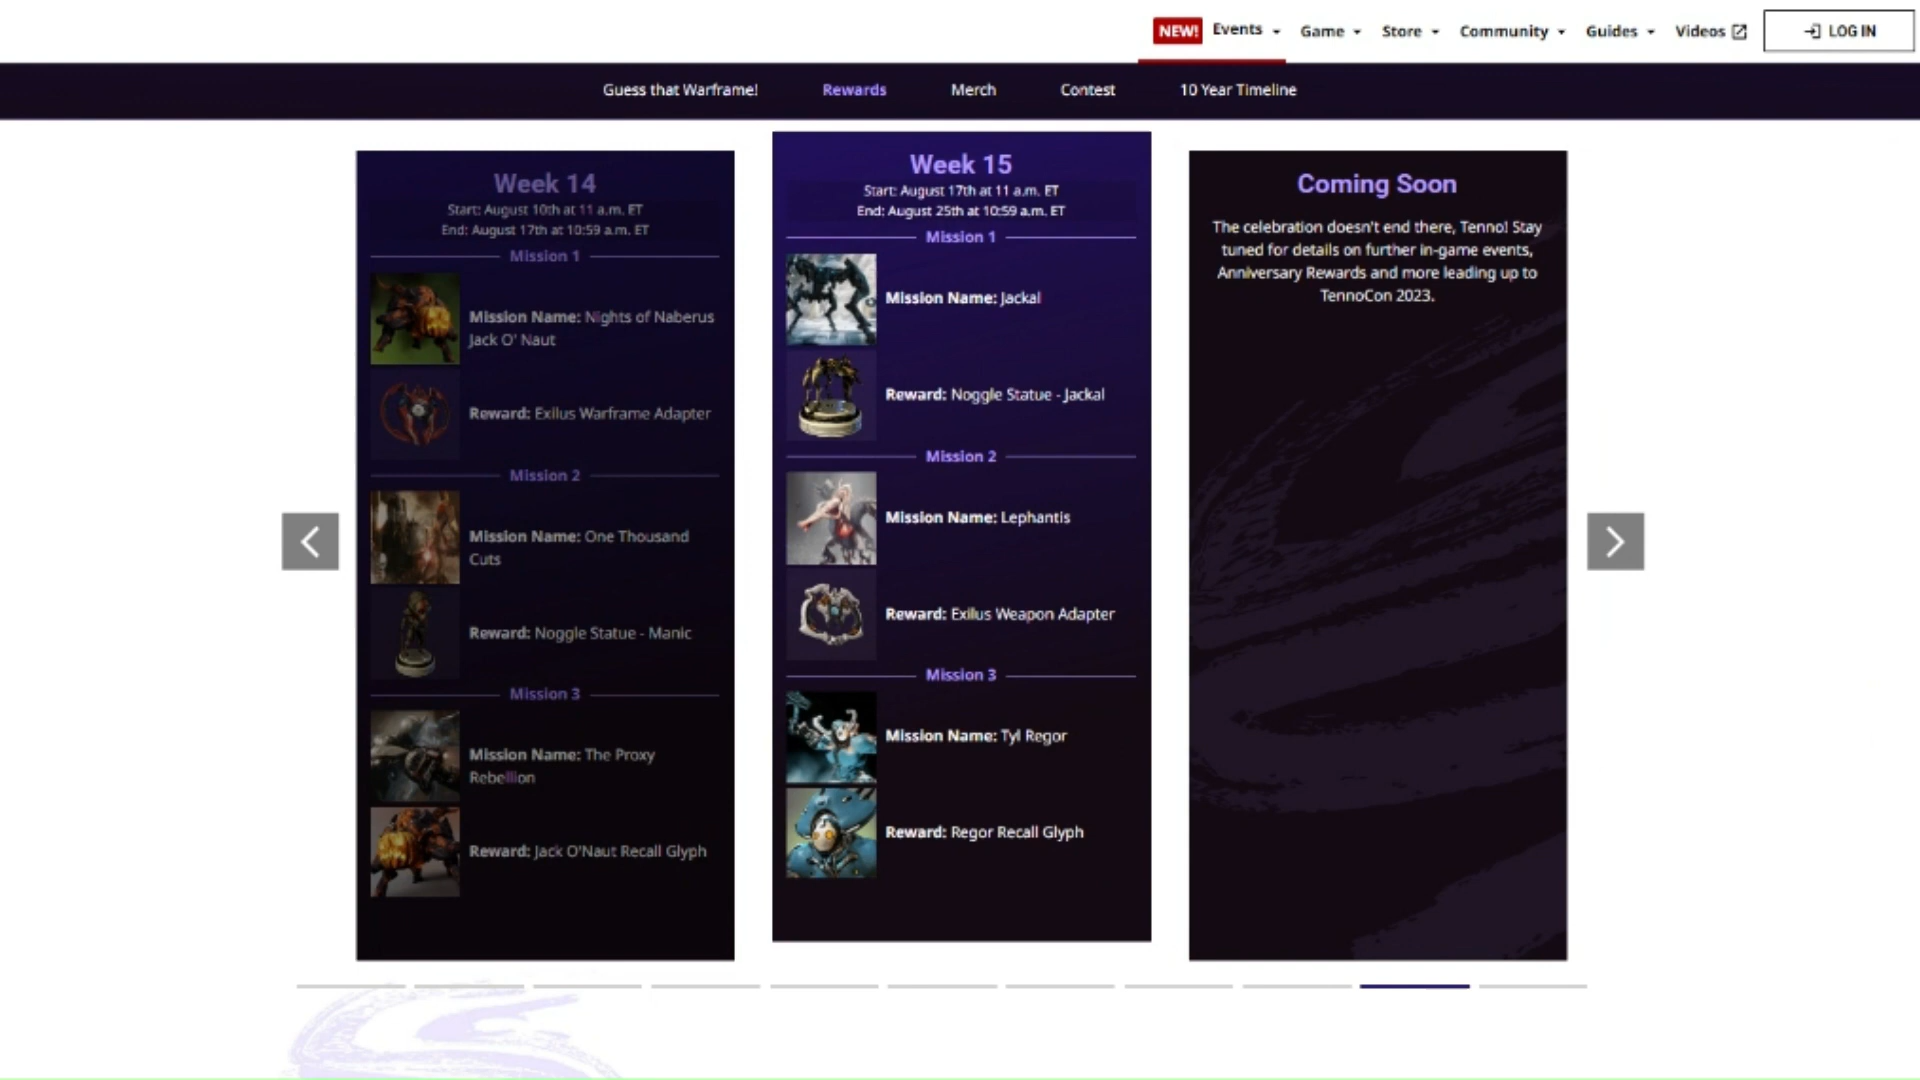 NEW! Events Game Store Community Guides Videos LOG IN
Guess that Warframe! Rewards Merch Contest 10 Year Timeline
Week 14
Start: August 10th at 11 a.m. ET
End: August 17th at 10:59 a.m. ET
Mission 1
Mission Name: Nights of Naberus
Jack O' Naut
Reward: Exilus Warframe Adapter
Mission 2
Mission Name: One Thousand
Cuts
Reward: Noggle Statue - Manic
Mission 3
Mission Name: The Proxy
Rebellion
Reward: Jack O'Naut Recall Glyph
Week 15
Start: August 17th at 11 a.m. ET
End: August 25th at 10:59 a.m. ET
Mission 1
Mission Name: Jackal
Reward: Noggle Statue - Jackal
Mission 2
Mission Name: Lephantis
Reward: Exilus Weapon Adapter
Mission 3
Mission Name: Tyl Regor
Reward: Regor Recall Glyph
Coming Soon
The celebration doesn't end there, Tenno! Stay
tuned for details on further in-game events,
Anniversary Rewards and more leading up to
TennoCon 2023.